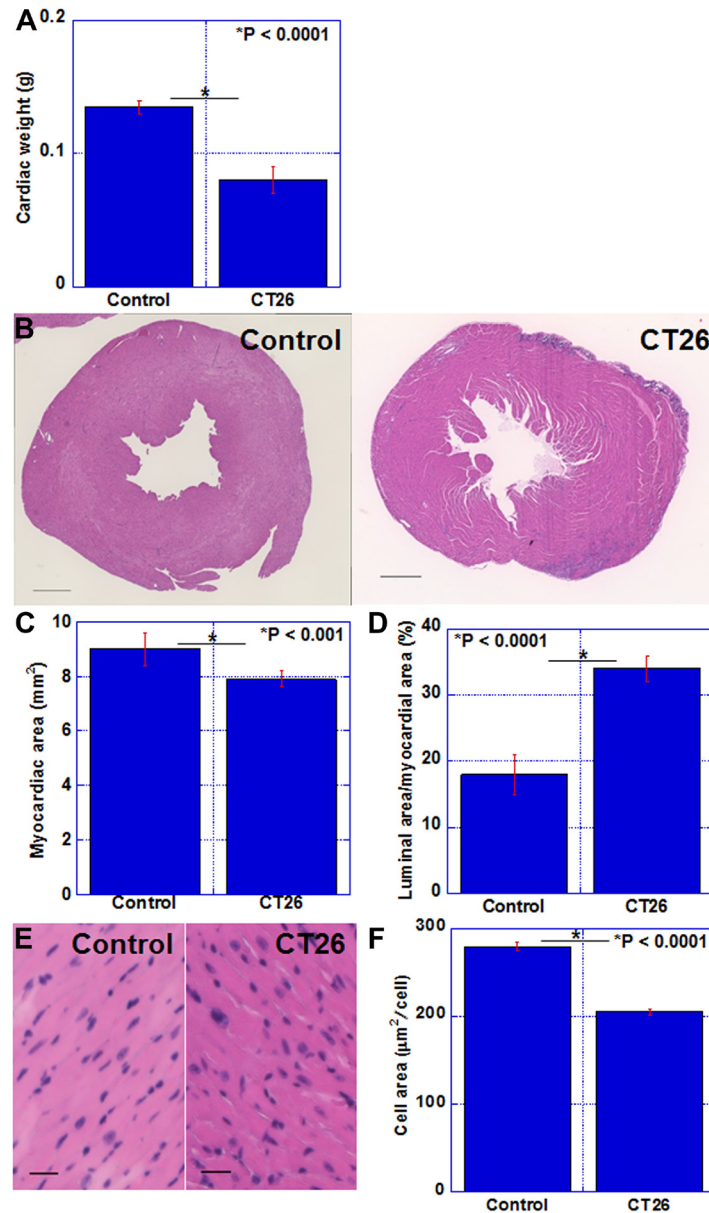 A
0.2
*P < 0.0001
*
0.1
Cardiac weight (g)
0
Control
CT26
B
Control
CT26
C
10
*P < 0.001
*
8
6
Myocardiac area (mm²)
4
2
0
Control
CT26
D
40
*P < 0.0001
*
30
20
Luminal area/myocardial area (%)
10
0
Control
CT26
E
Control
CT26
F
300
*
*P < 0.0001
200
Cell area (µm²/cell)
100
0
Control
CT26